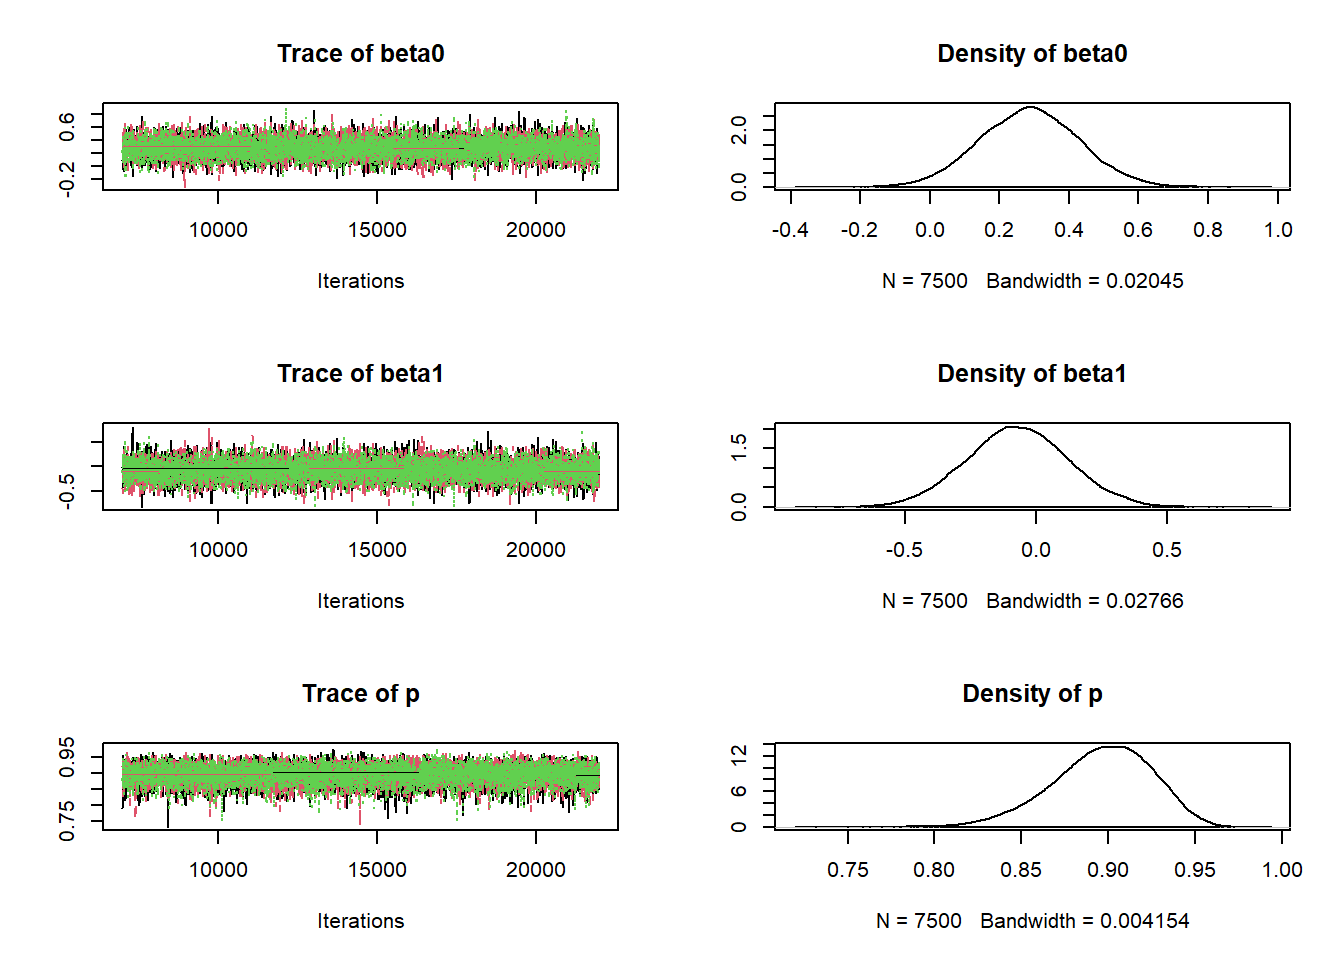 Trace of beta0
0.6
-0.2
10000 15000 20000
Iterations
Density of beta0
2.0
0.0
-0.4 -0.2 0.0 0.2 0.4 0.6 0.8 1.0
N = 7500 Bandwidth = 0.02045
Trace of beta1
-0.5
10000 15000 20000
Iterations
Density of beta1
1.5
0.0
-0.5 0.0 0.5
N = 7500 Bandwidth = 0.02766
Trace of p
0.95
0.75
10000 15000 20000
Iterations
Density of p
12
6
0
0.75 0.80 0.85 0.90 0.95 1.00
N = 7500 Bandwidth = 0.004154